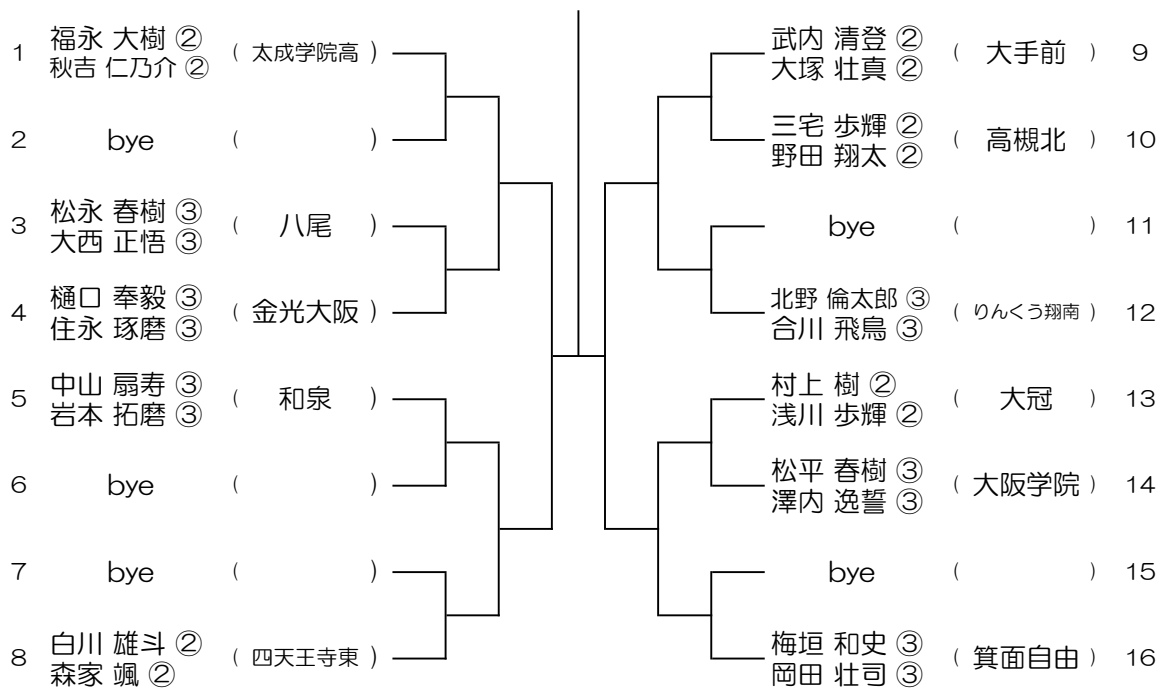 1 福永 大樹 ② ( 太成学院高 )
秋吉 仁乃介 ②
2 bye ( )
3 松永 春樹 ③ ( 八尾 )
大西 正悟 ③
4 樋口 奉毅 ③ ( 金光大阪 )
住永 琢磨 ③
5 中山 扇寿 ③ ( 和泉 )
岩本 拓磨 ③
6 bye ( )
7 bye ( )
8 白川 雄斗 ② ( 四天王寺東 )
森家 颯 ②
武内 清登 ② ( 大手前 ) 9
大塚 壮真 ②
三宅 歩輝 ② ( 高槻北 ) 10
野田 翔太 ②
bye ( ) 11
北野 倫太郎 ③ ( りんくう翔南 ) 12
合川 飛鳥 ③
村上 樹 ② ( 大冠 ) 13
浅川 歩輝 ②
松平 春樹 ③ ( 大阪学院 ) 14
澤内 逸誓 ③
bye ( ) 15
梅垣 和史 ③ ( 箕面自由 ) 16
岡田 壮司 ③